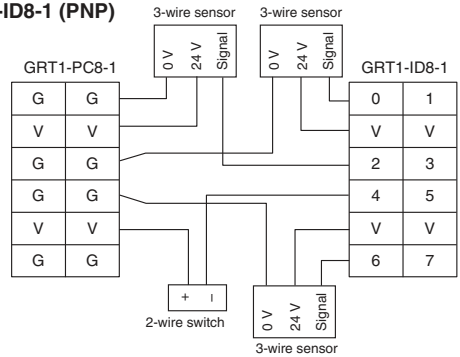 -ID8-1 (PNP)
3-wire sensor 3-wire sensor
0 V 24 V Signal 0 V 24 V Signal
GRT1-PC8-1 GRT1-ID8-1
G G 0 1
V V V V
G G 2 3
G G 4 5
V V V V
G G 6 7
+ –
2-wire switch
0 V 24 V Signal
3-wire sensor